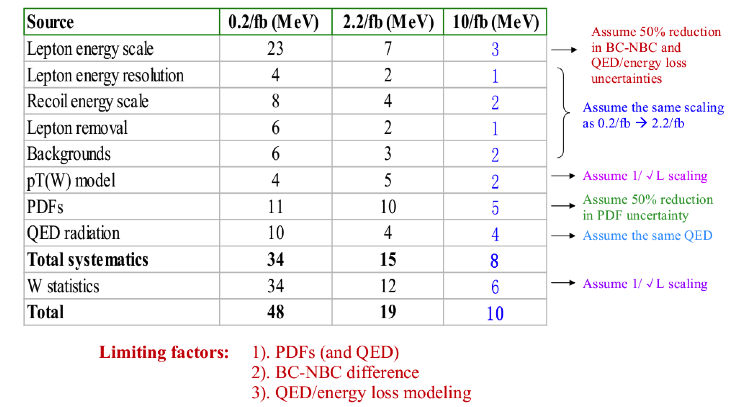 Source 0.2/fb (MeV) 2.2/fb (MeV) 10/fb (MeV)
Lepton energy scale 23 7 3
Assume 50% reduction
in BC-NBC and
QED/energy loss
uncertainties
Lepton energy resolution 4 2 1
Recoil energy scale 8 4 2
Lepton removal 6 2 1
Backgrounds 6 3 2
Assume the same scaling
as 0.2/fb → 2.2/fb
pT(W) model 4 5 2
Assume 1/ √L scaling
PDFs 11 10 5
Assume 50% reduction
in PDF uncertainty
QED radiation 10 4 4
Assume the same QED
Total systematics 34 15 8
W statistics 34 12 6
Assume 1/ √L scaling
Total 48 19 10
Limiting factors: 1). PDFs (and QED)
2). BC-NBC difference
3). QED/energy loss modeling